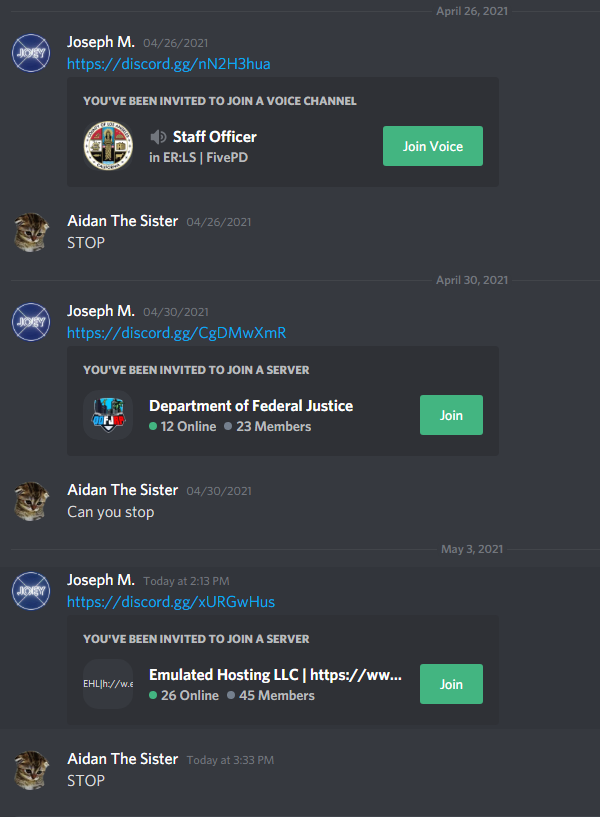 April 26, 2021
JOEY
Joseph M. 04/26/2021
https://discord.gg/nN2H3hua
YOU'VE BEEN INVITED TO JOIN A VOICE CHANNEL
Staff Officer
in ER:LS | FivePD
Join Voice
Aidan The Sister 04/26/2021
STOP
April 30, 2021
JOEY
Joseph M. 04/30/2021
https://discord.gg/CgDMwXmR
YOU'VE BEEN INVITED TO JOIN A SERVER
Department of Federal Justice
12 Online 23 Members
Join
Aidan The Sister 04/30/2021
Can you stop
May 3, 2021
JOEY
Joseph M. Today at 2:13 PM
https://discord.gg/xURGwHus
YOU'VE BEEN INVITED TO JOIN A SERVER
EHL|h://w.e
Emulated Hosting LLC | https://ww...
26 Online 45 Members
Join
Aidan The Sister Today at 3:33 PM
STOP